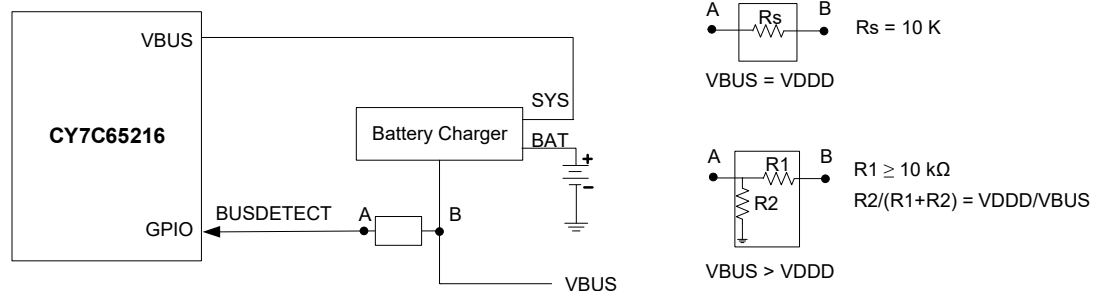 VBUS
CY7C65216
GPIO
BUSDETECT
A
B
Battery Charger
SYS
BAT
+
-
VBUS
A
Rs
B
Rs = 10 K
VBUS = VDDD
A
R1
B
R2
R1 ≥ 10 kΩ
R2/(R1+R2) = VDDD/VBUS
VBUS > VDDD